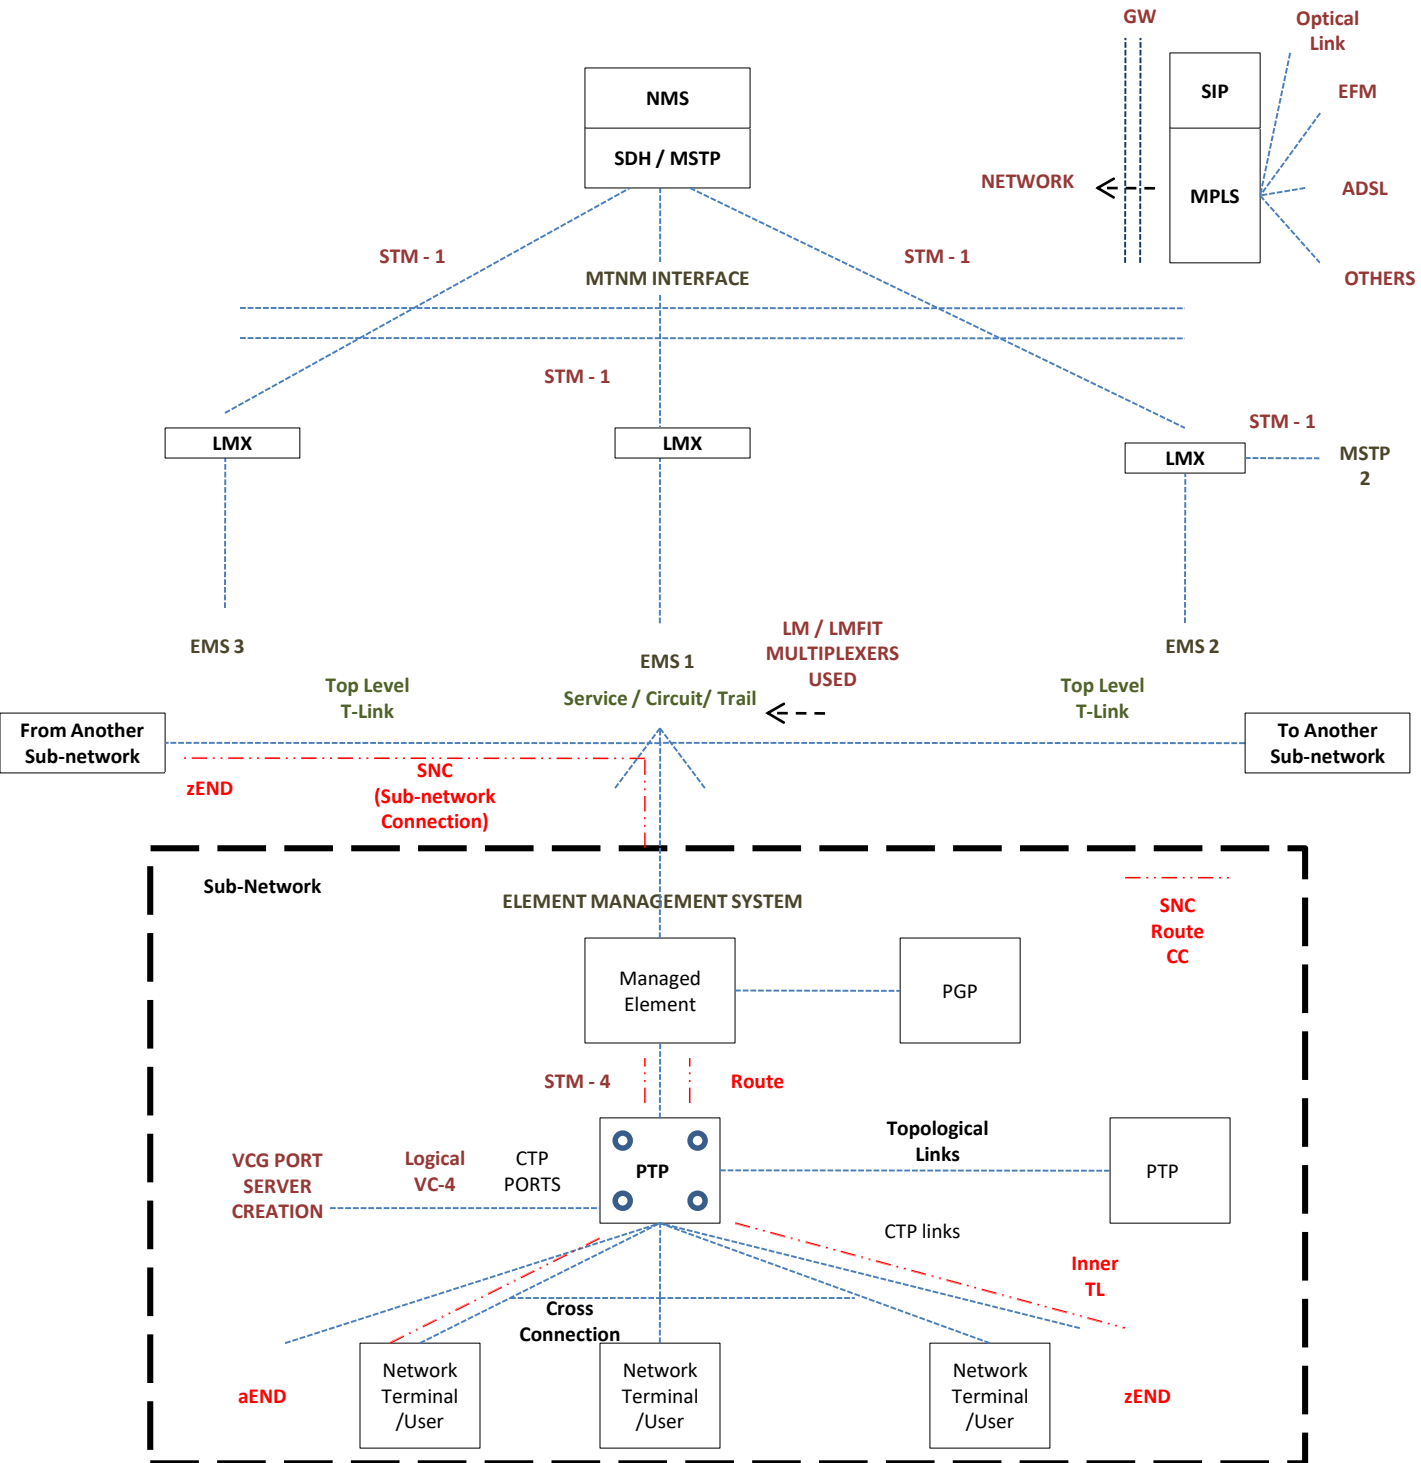 GW
Optical
Link
NMS
SIP
EFM
SDH / MSTP
NETWORK
MPLS
ADSL
STM - 1
STM - 1
MTNM INTERFACE
OTHERS
STM - 1
STM - 1
LMX
LMX
LMX
MSTP
2
EMS 3
EMS 1
LM / LMFIT
MULTIPLEXERS
USED
EMS 2
Top Level
T-Link
Service / Circuit/ Trail
Top Level
T-Link
From Another
Sub-network
To Another
Sub-network
zEND
SNC
(Sub-network
Connection)
Sub-Network
ELEMENT MANAGEMENT SYSTEM
SNC
Route
CC
Managed
Element
PGP
STM - 4
Route
VCG PORT
SERVER
CREATION
Logical
VC-4
CTP
PORTS
PTP
Topological
Links
PTP
CTP links
Inner
TL
Cross
Connection
aEND
Network
Terminal
/User
Network
Terminal
/User
Network
Terminal
/User
zEND